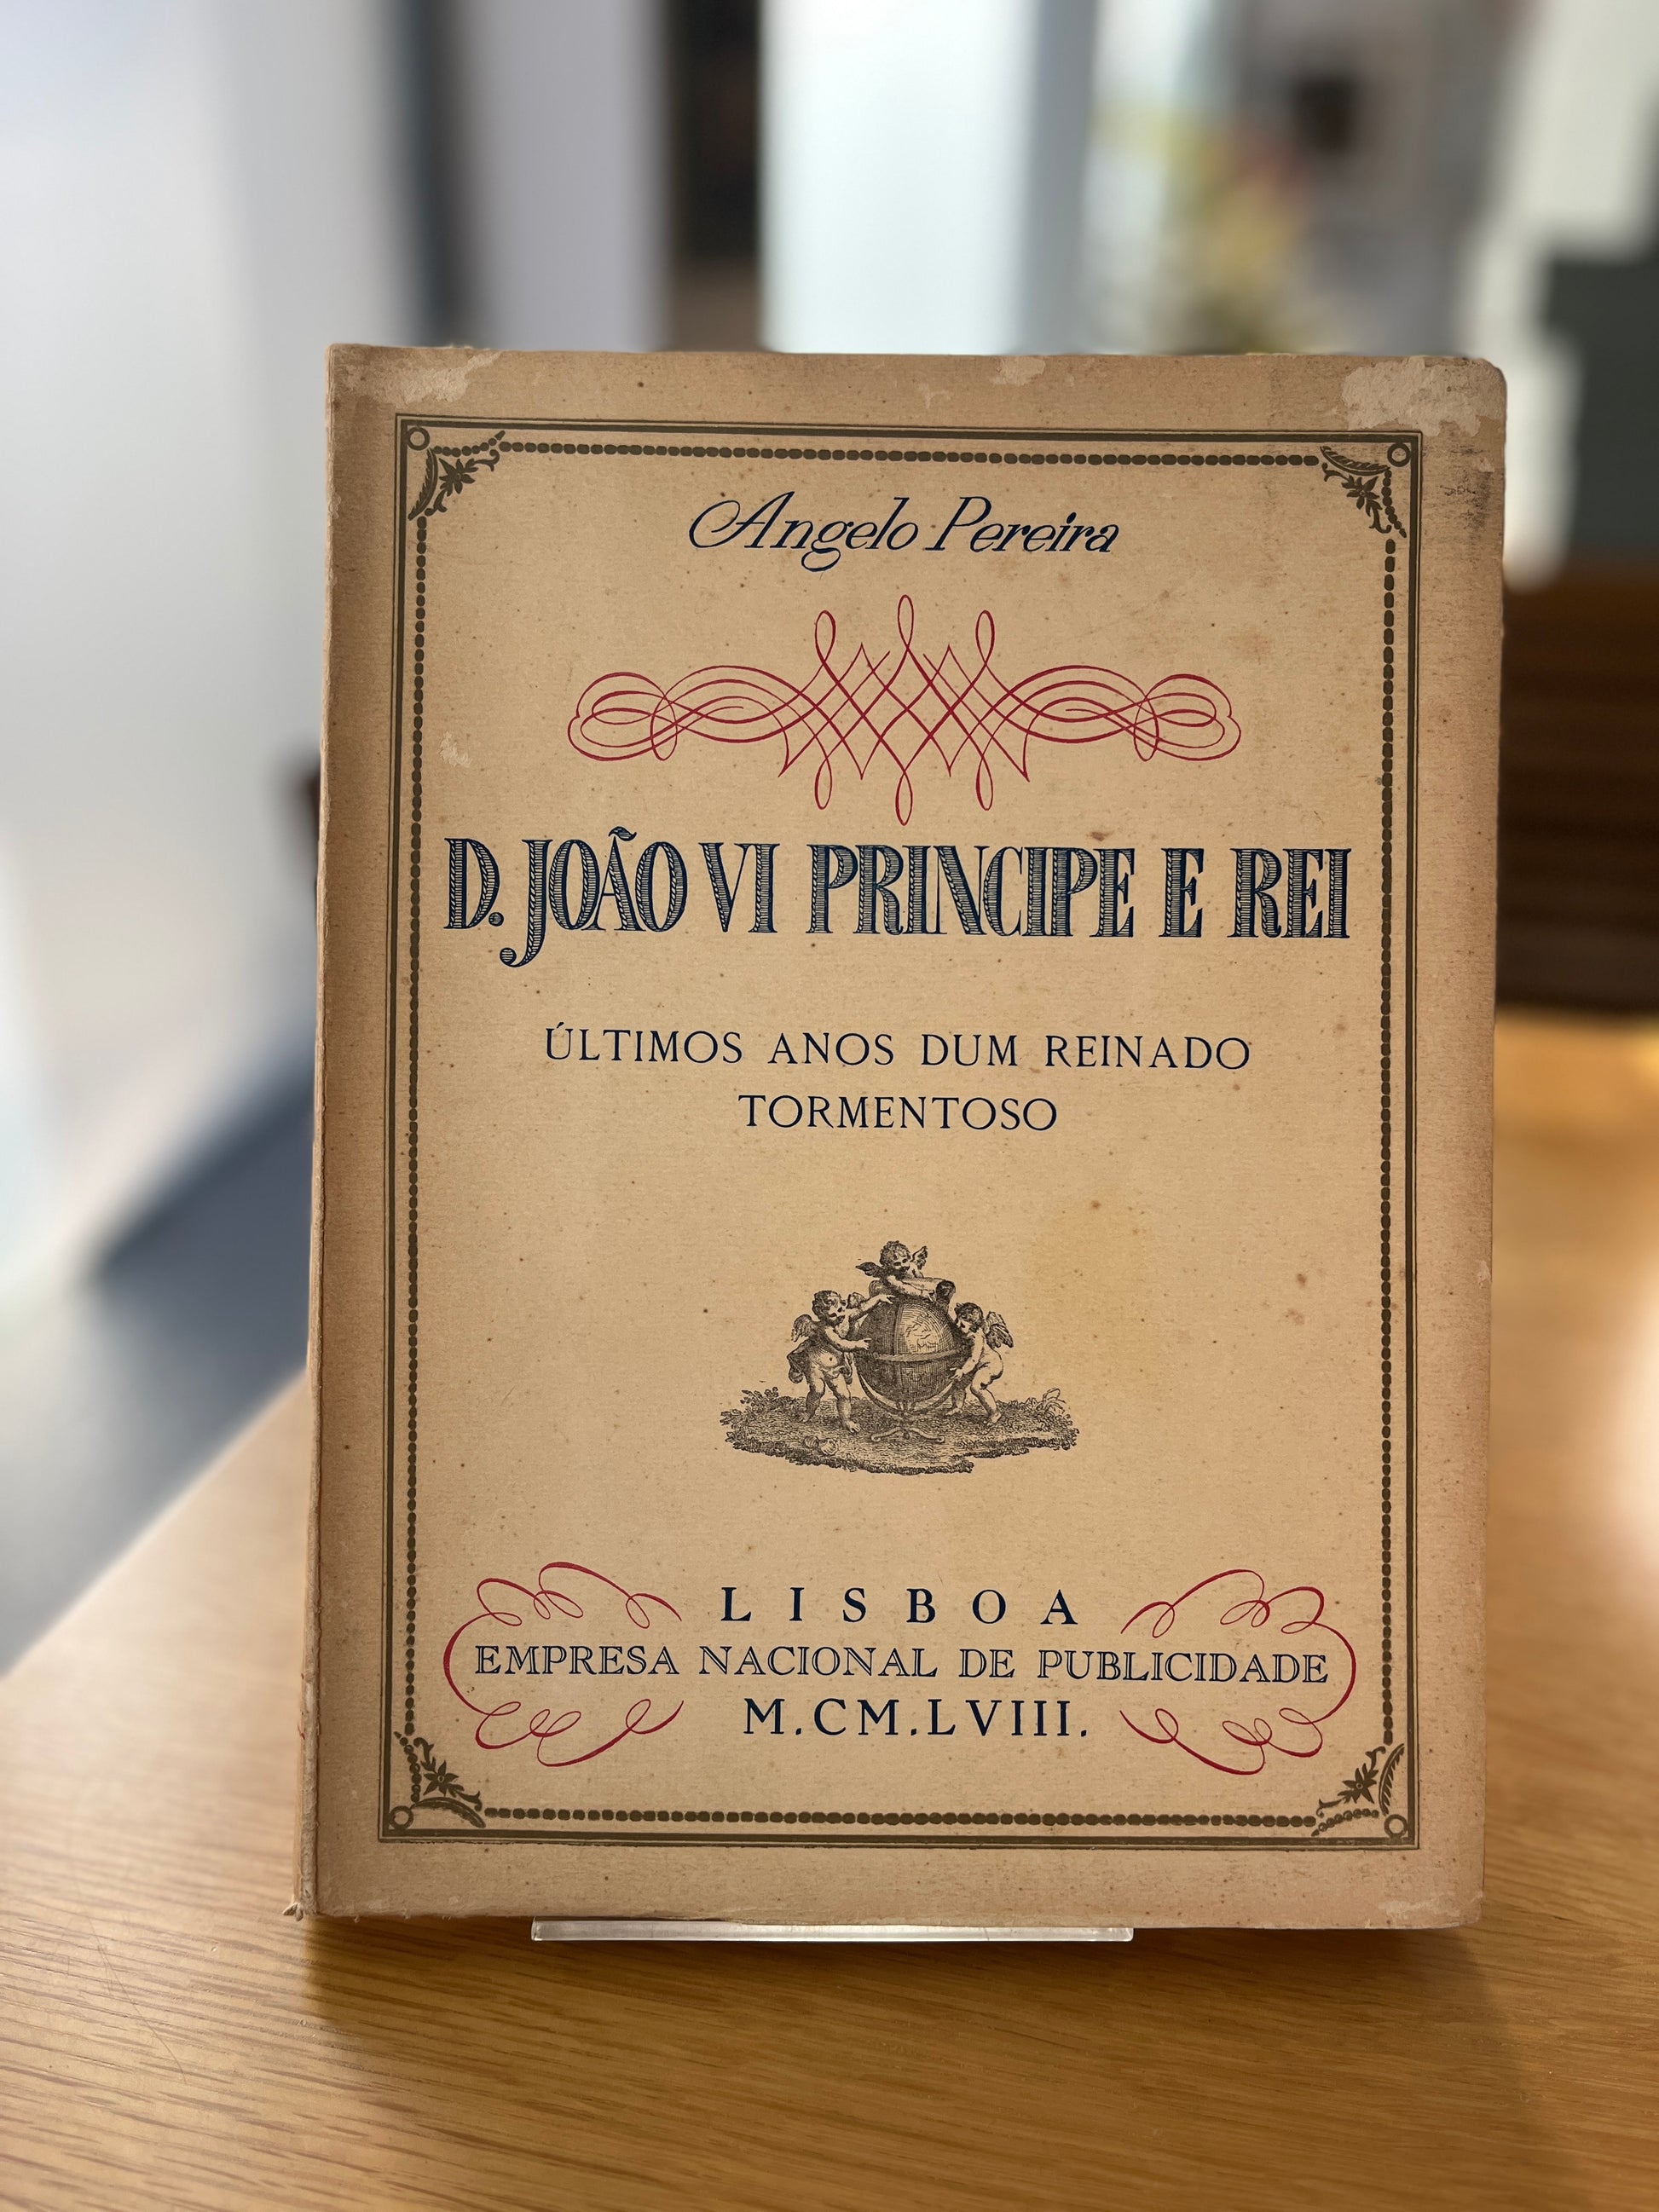 Angelo Pereira
D. JOÃO VI PRINCIPE E REI
ÚLTIMOS ANOS DUM REINADO
TORMENTOSO
LISBOA
EMPRESA NACIONAL DE PUBLICIDADE
M.CM.LVIII.